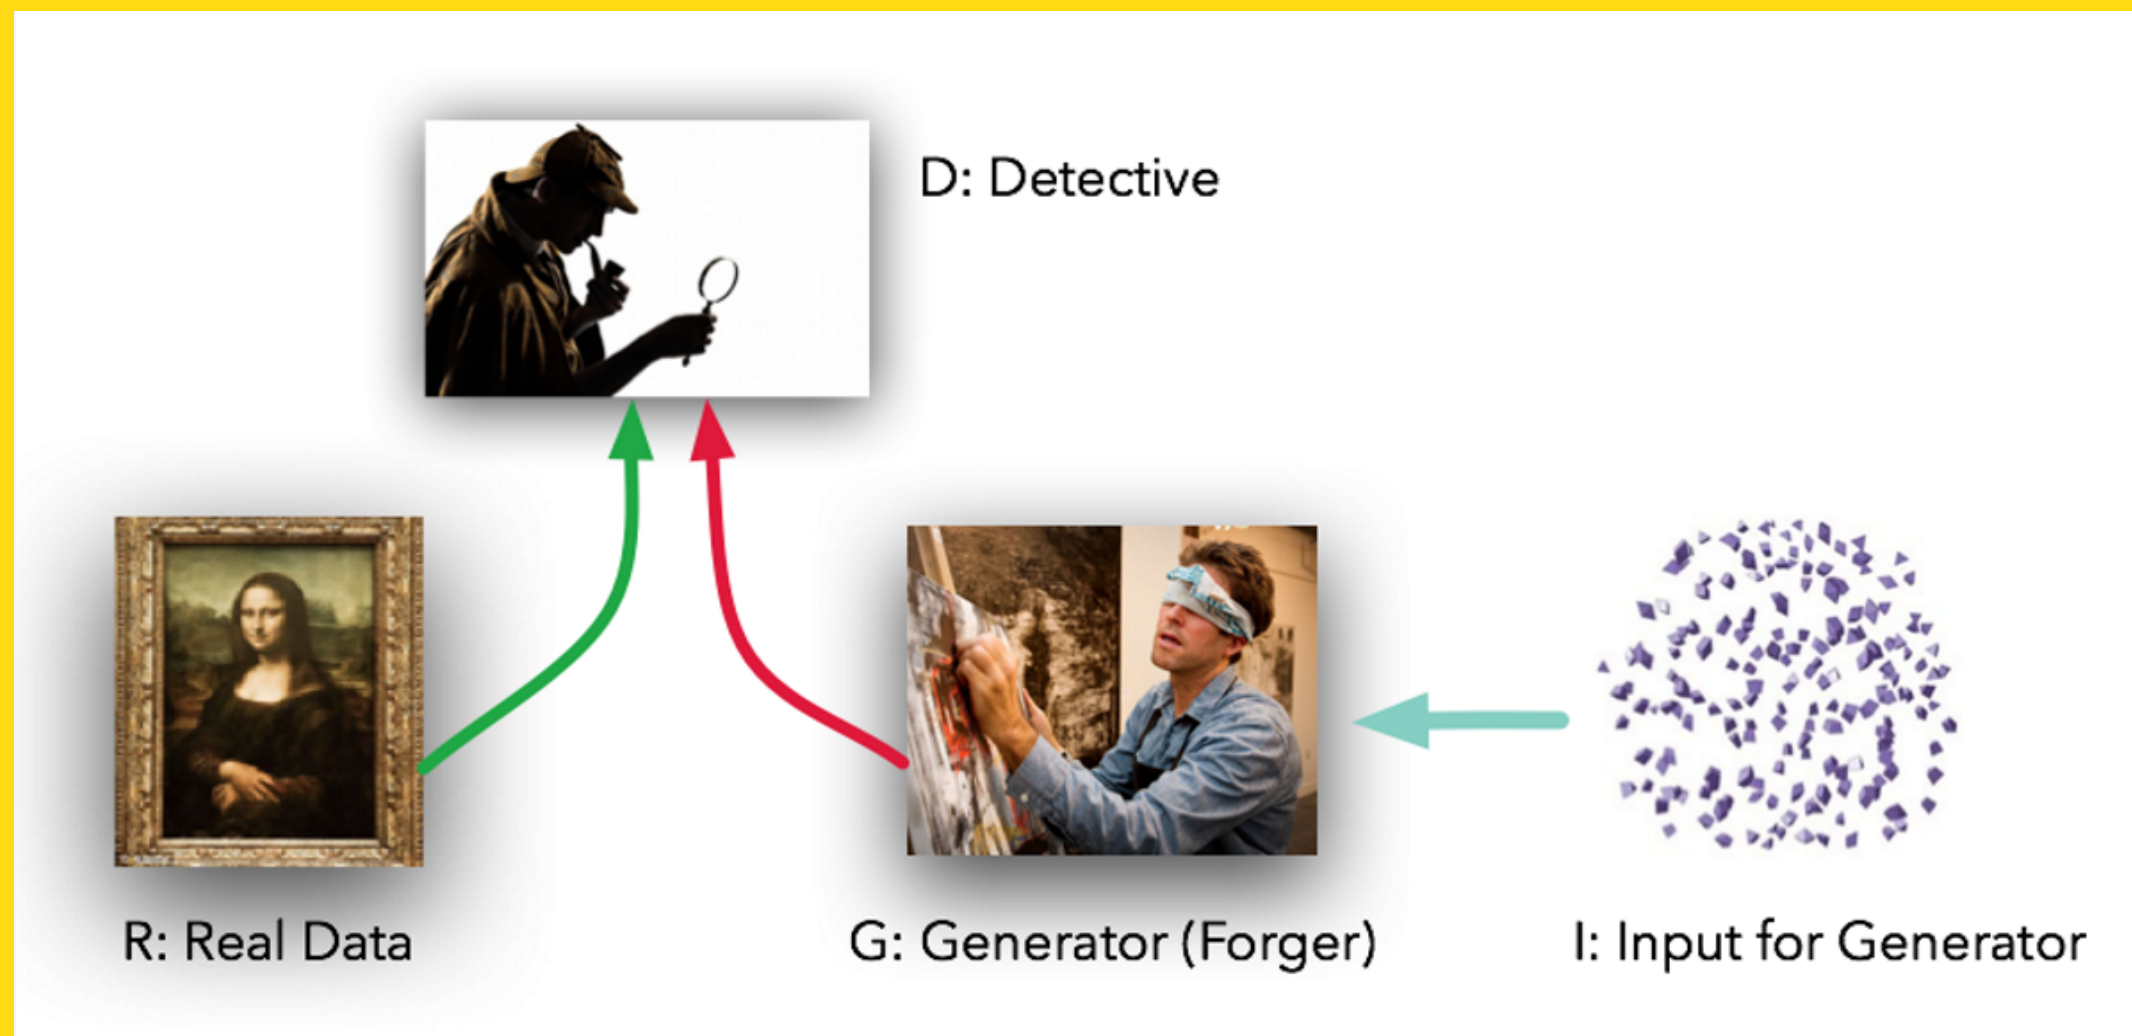 D: Detective
R: Real Data
G: Generator (Forger)
I: Input for Generator